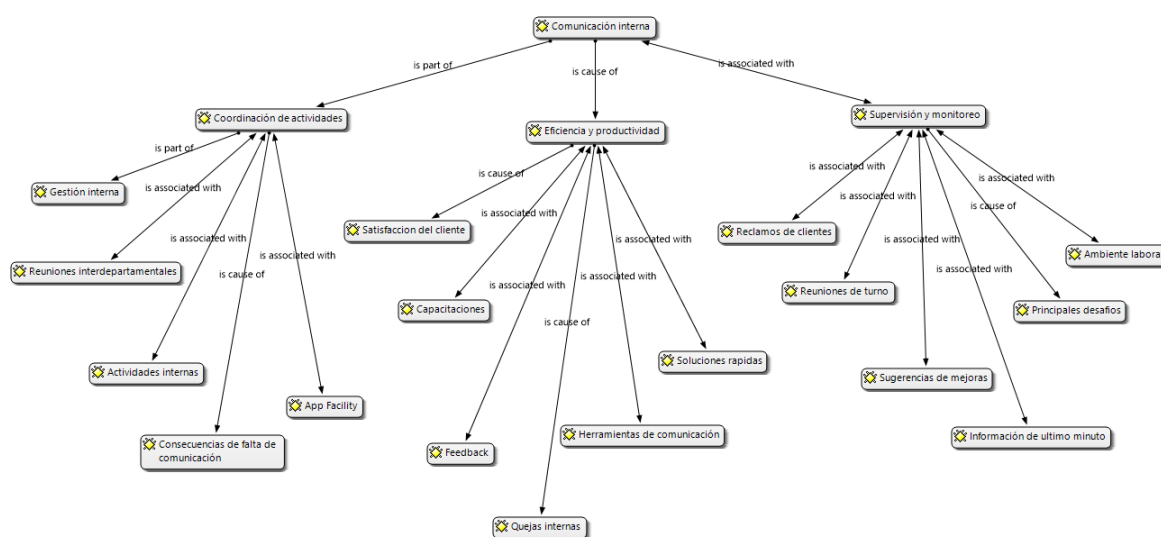 Comunicación interna
is part of
is cause of
is associated with
Coordinación de actividades
Eficiencia y productividad
Supervisión y monitoreo
is part of
is associated with
is associated with
is cause of
is associated with
Gestión interna
Reuniones interdepartamentales
Actividades internas
Consecuencias de falta de
comunicación
App Facility
is cause of
is associated with
is associated with
is cause of
is associated with
is associated with
Satisfaccion del cliente
Capacitaciones
Feedback
Quejas internas
Herramientas de comunicación
Soluciones rapidas
is associated with
is associated with
is associated with
is associated with
is cause of
is associated with
Reclamos de clientes
Reuniones de turno
Sugerencias de mejoras
Información de ultimo minuto
Principales desafios
Ambiente labora